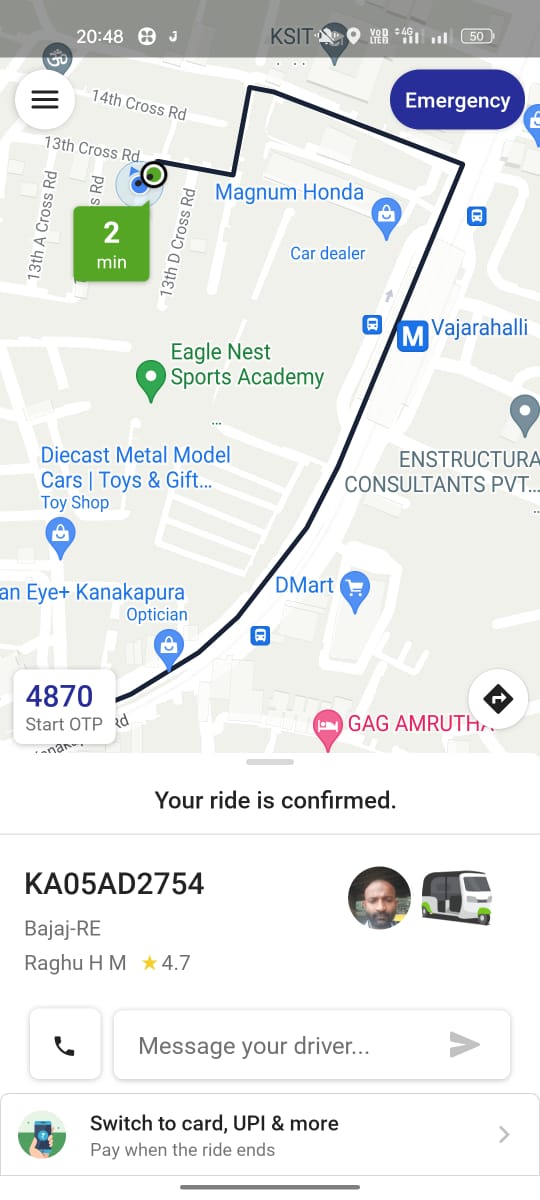 20:48
KSIT
VoD
LTED
4G
50
14th Cross Rd
Emergency
13th Cross Rd
13th A Cross Rd
s Rd
13th D Cross Rd
Magnum Honda
Car dealer
2
min
M
Vajarahalli
Eagle Nest
Sports Academy
...
Diecast Metal Model
Cars | Toys & Gift...
Toy Shop
ENSTRUCTURA
CONSULTANTS PVT...
an Eye+ Kanakapura
Optician
DMart
4870
Start OTP
Rd
GAG AMRUTHA
Your ride is confirmed.
KA05AD2754
Bajaj-RE
Raghu H M ★ 4.7
Message your driver...
Switch to card, UPI & more
Pay when the ride ends